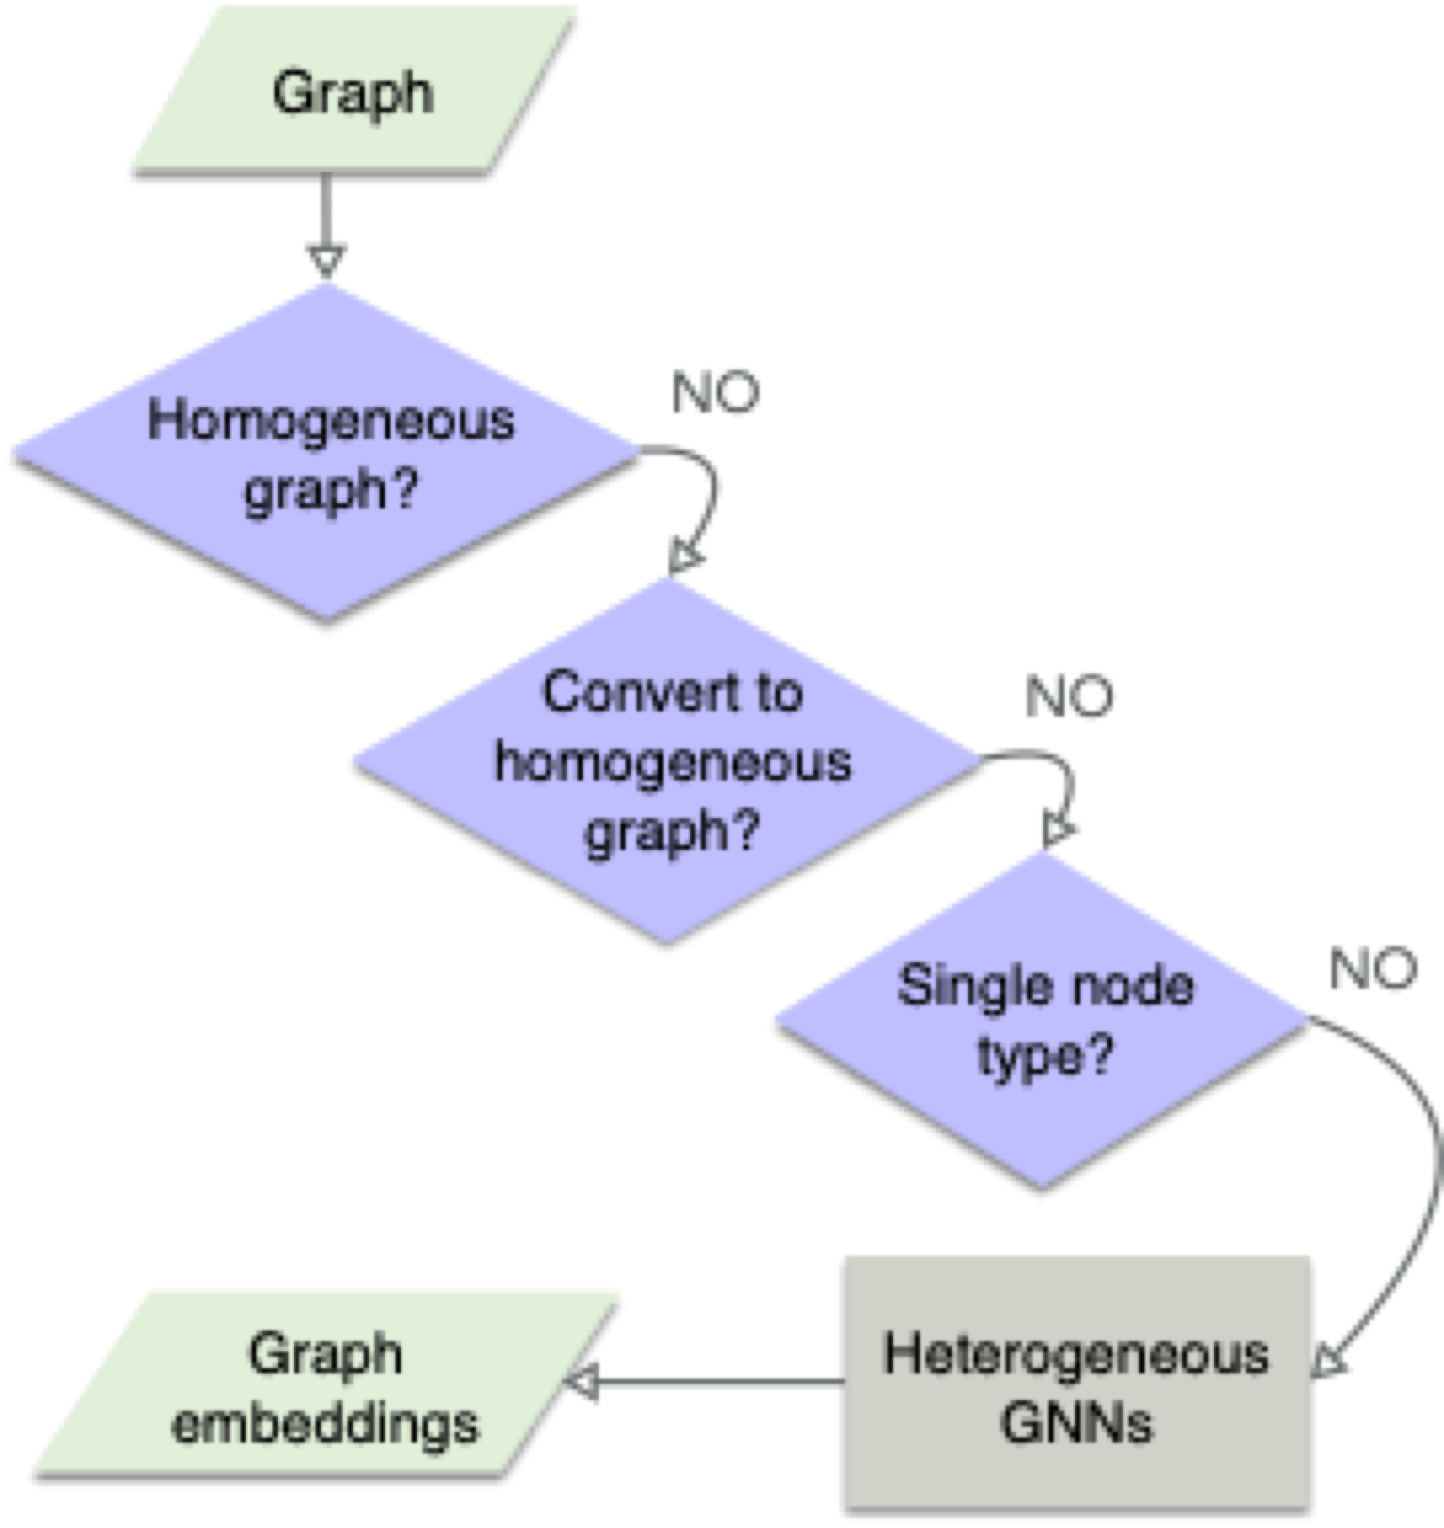 Graph
Homogeneous
graph?
NO
Convert to
homogeneous
graph?
NO
Single node
type?
NO
Heterogeneous
GNNs
Graph
embeddings